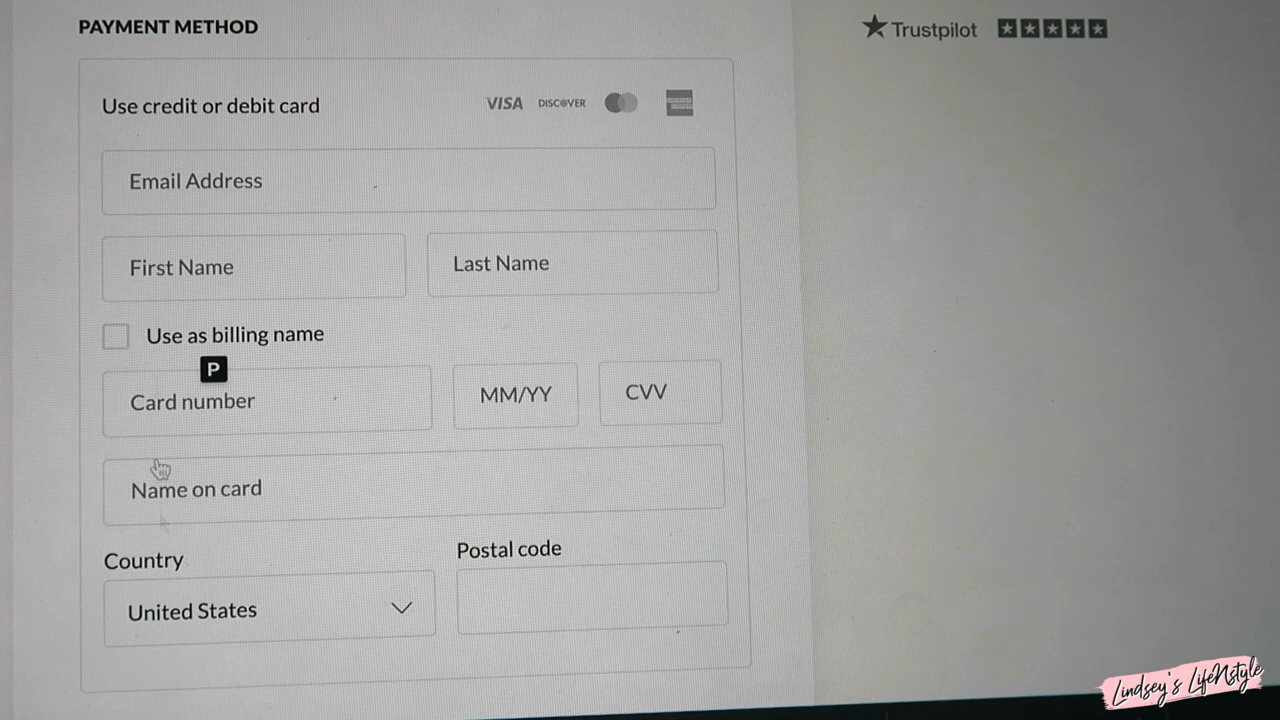 PAYMENT METHOD
Trustpilot
Use credit or debit card
VISA DISCOVER
Email Address
First Name
Last Name
Use as billing name
P
Card number
MM/YY
CVV
Name on card
Country
Postal code
United States
Lindsey's LifeNstyle